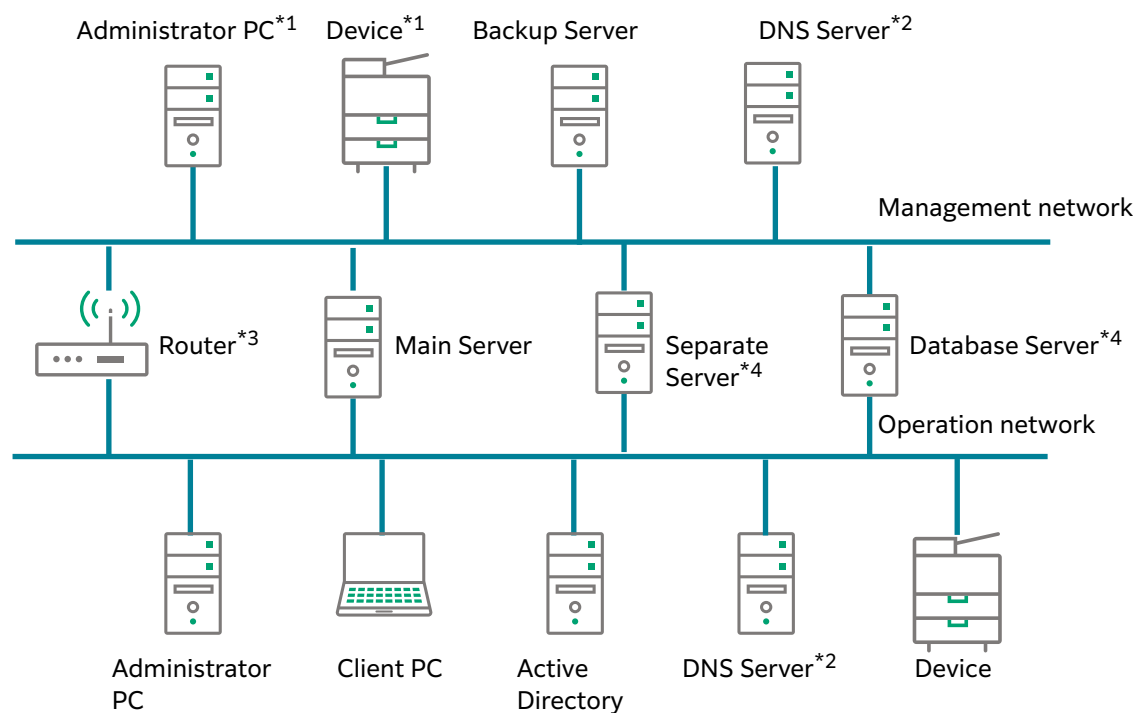 Administrator PC*1
Device*1
Backup Server
DNS Server*2
Management network
Router*3
Main Server
Separate
Server*4
Database Server*4
Operation network
Administrator
PC
Client PC
Active
Directory
DNS Server*2
Device